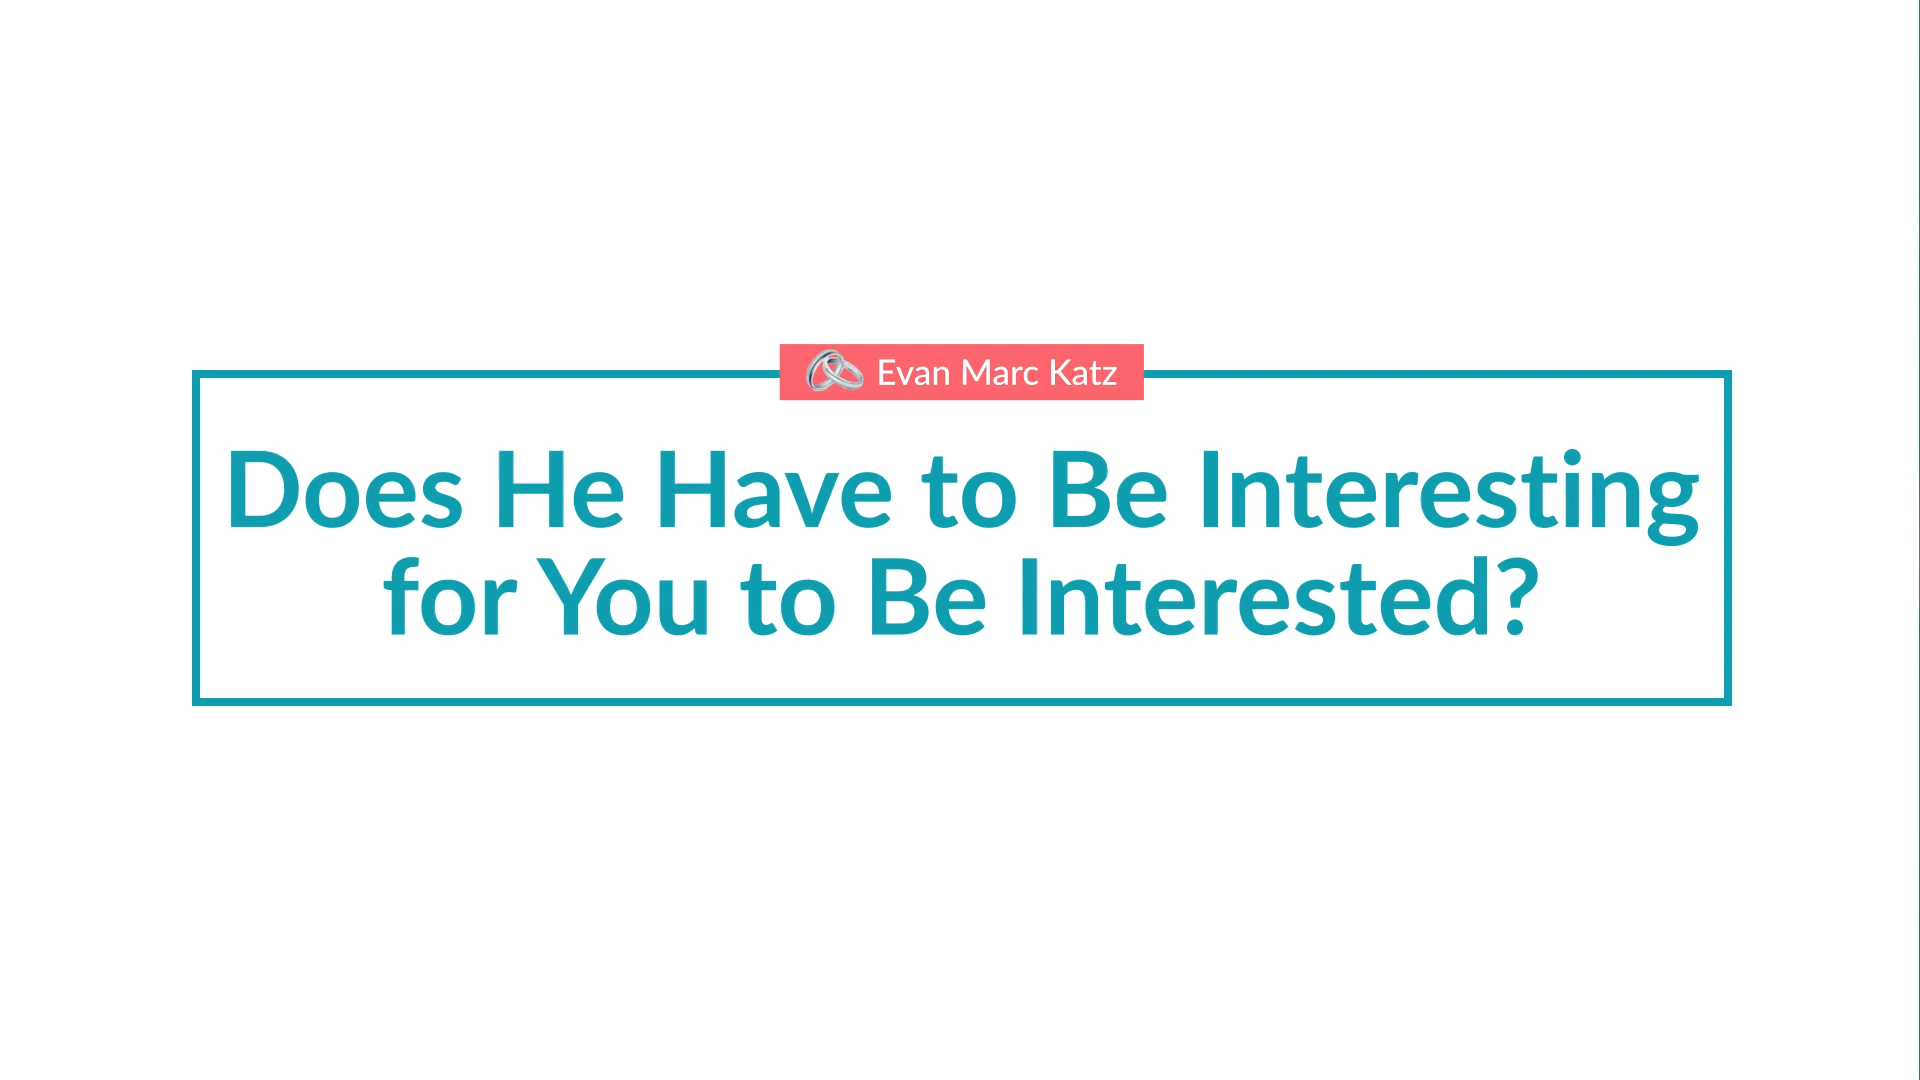 Evan Marc Katz
Does He Have to Be Interesting
for You to Be Interested?